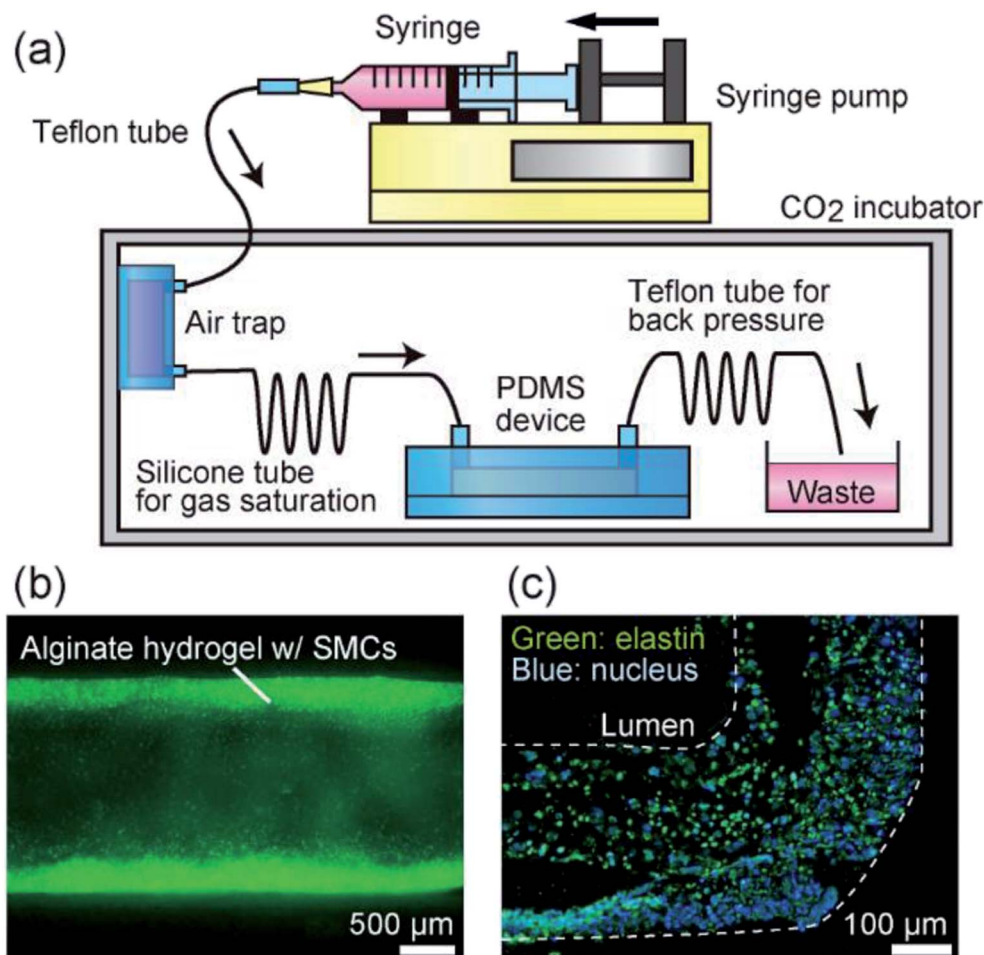 (a)
Syringe
Syringe pump
Teflon tube
CO2 incubator
Air trap
Teflon tube for
back pressure
PDMS
device
Silicone tube
for gas saturation
Waste
(b)
Alginate hydrogel w/ SMCs
500 µm
(c)
Green: elastin
Blue: nucleus
Lumen
100 µm